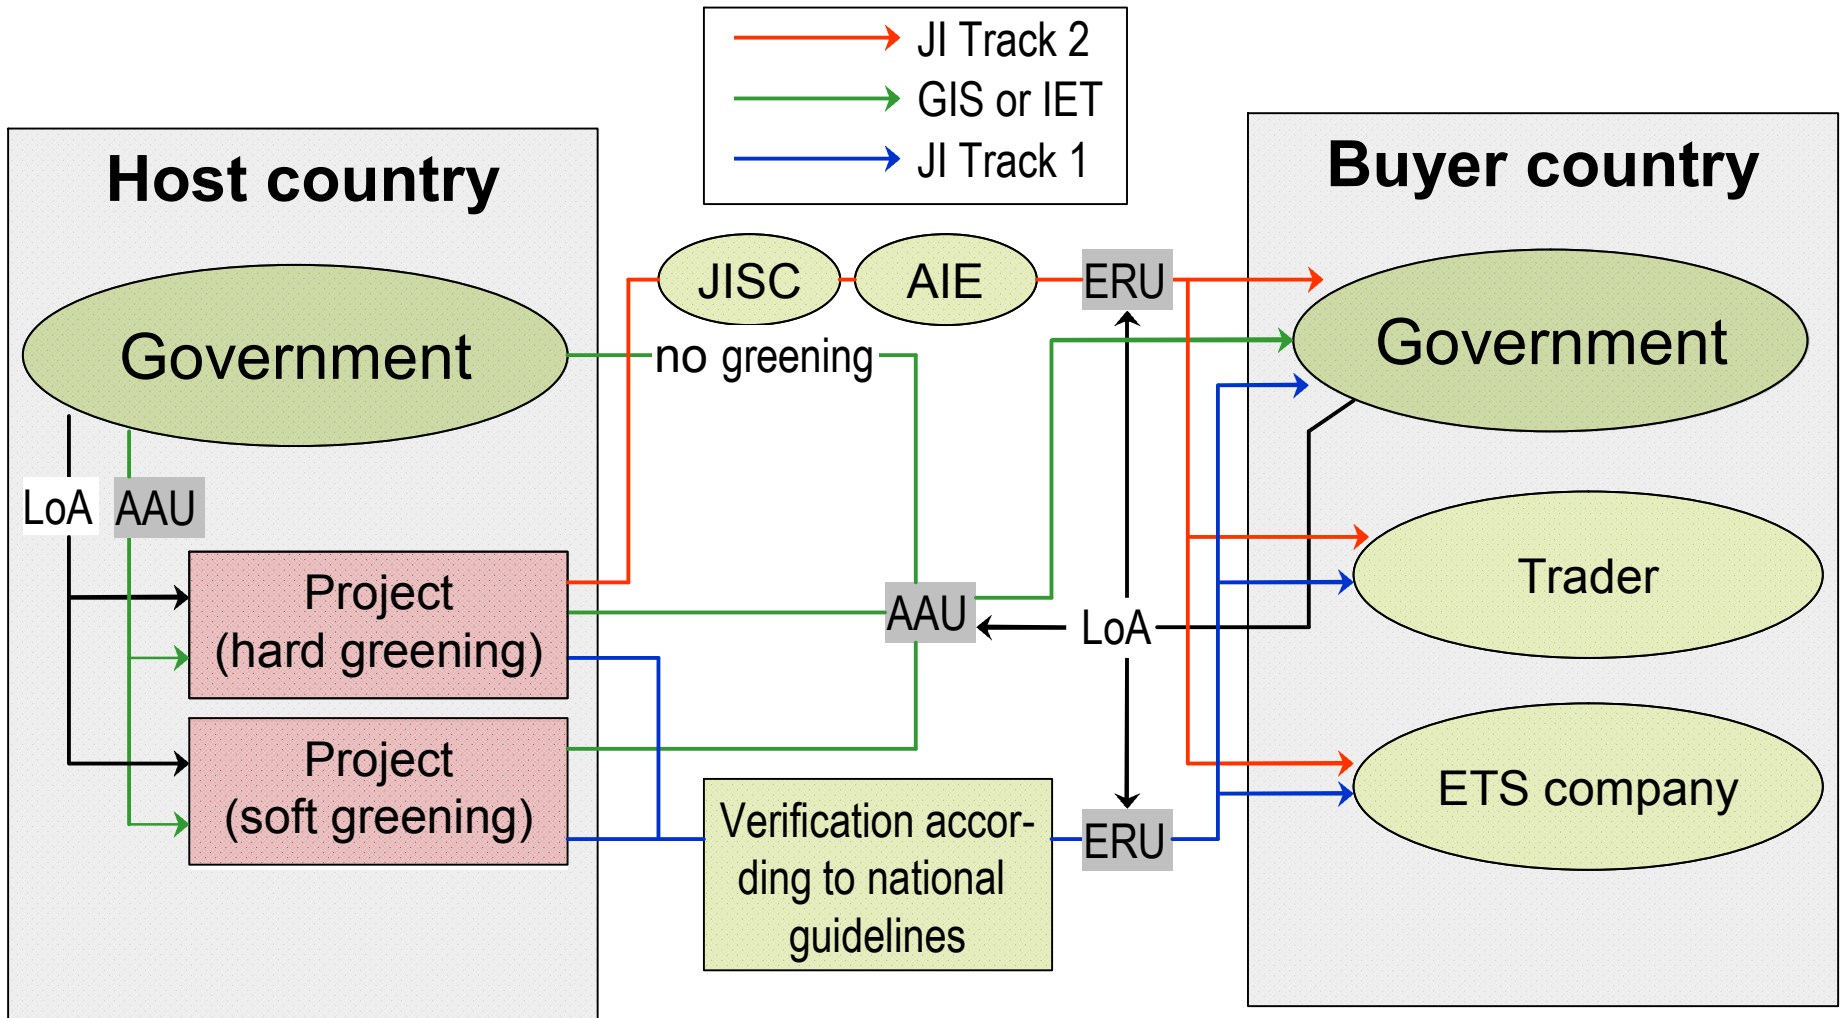 JI Track 2
GIS or IET
JI Track 1
Host country
Buyer country
JISC
AIE
ERU
Government
no greening
Government
LoA
AAU
Project
(hard greening)
AAU
LoA
Trader
Project
(soft greening)
Verification accor-
ding to national
guidelines
ERU
ETS company